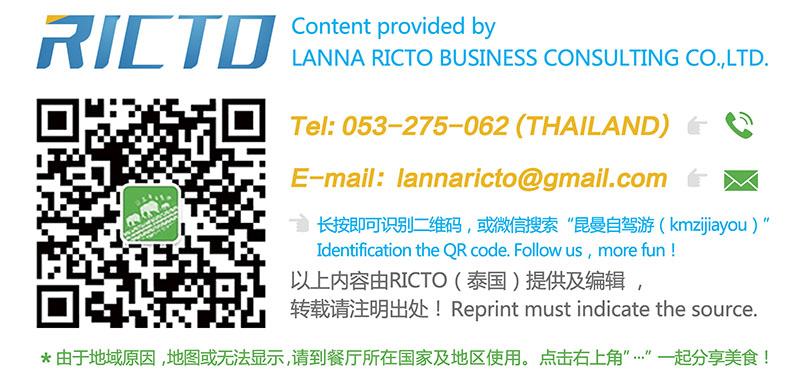 RICTO
Content provided by
LANNA RICTO BUSINESS CONSULTING CO.,LTD.
Tel: 053-275-062 (THAILAND)
E-mail: lannaricto@gmail.com
长按即可识别二维码，或微信搜索“昆曼自驾游（kmzijiayou）”
Identification the QR code. Follow us，more fun！
以上内容由RICTO（泰国）提供及编辑 ，
转载请注明出处！ Reprint must indicate the source.
* 由于地域原因 ,地图或无法显示,请到餐厅所在国家及地区使用。点击右上角”···”一起分享美食！